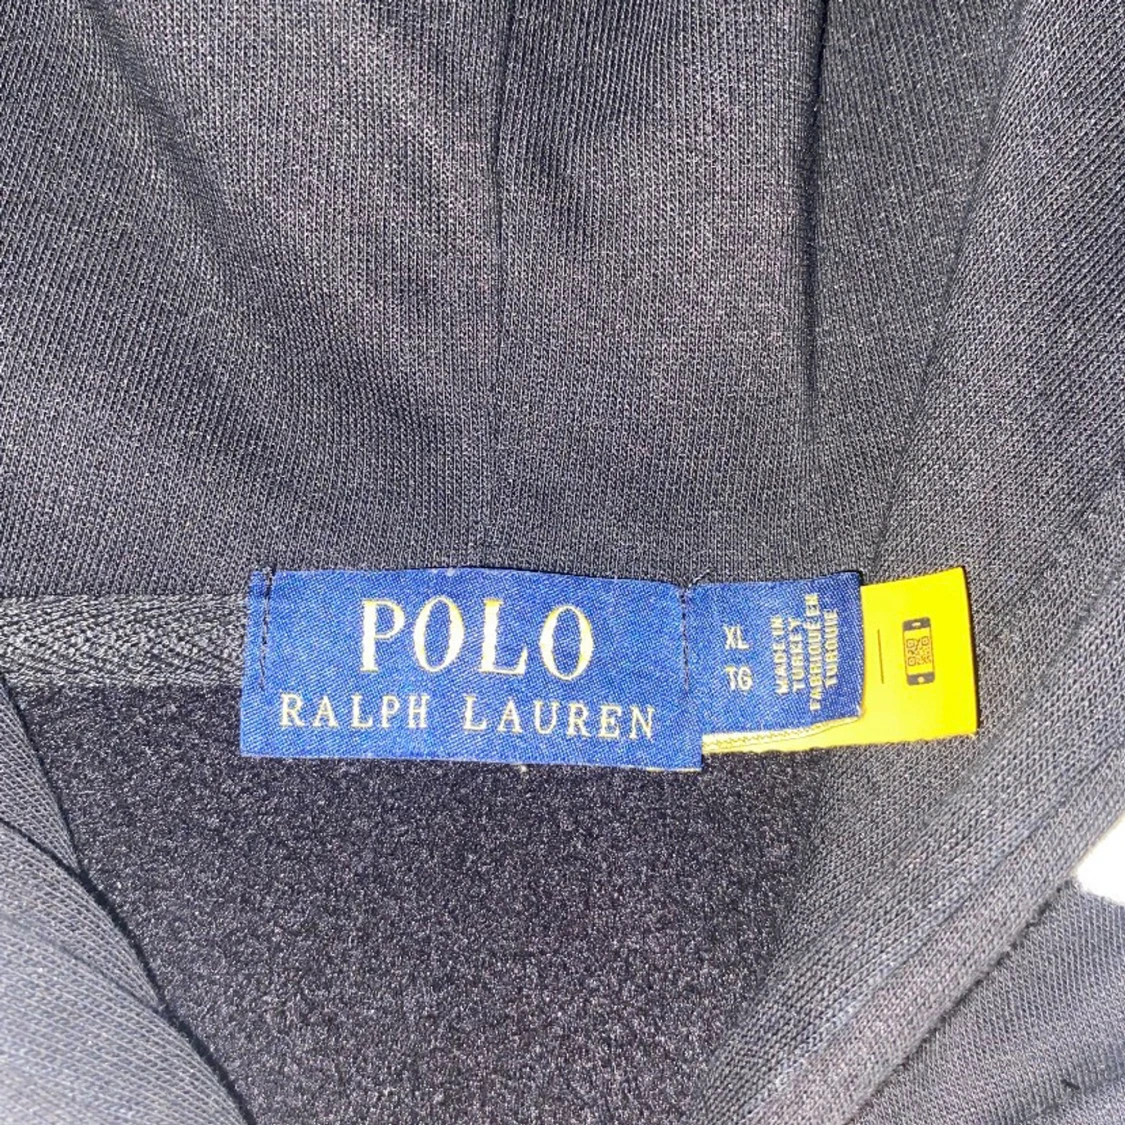 POLO
RALPH LAUREN
XL
TG
MADE IN
TURKEY
FABRIQUÉ EN
TURQUIE